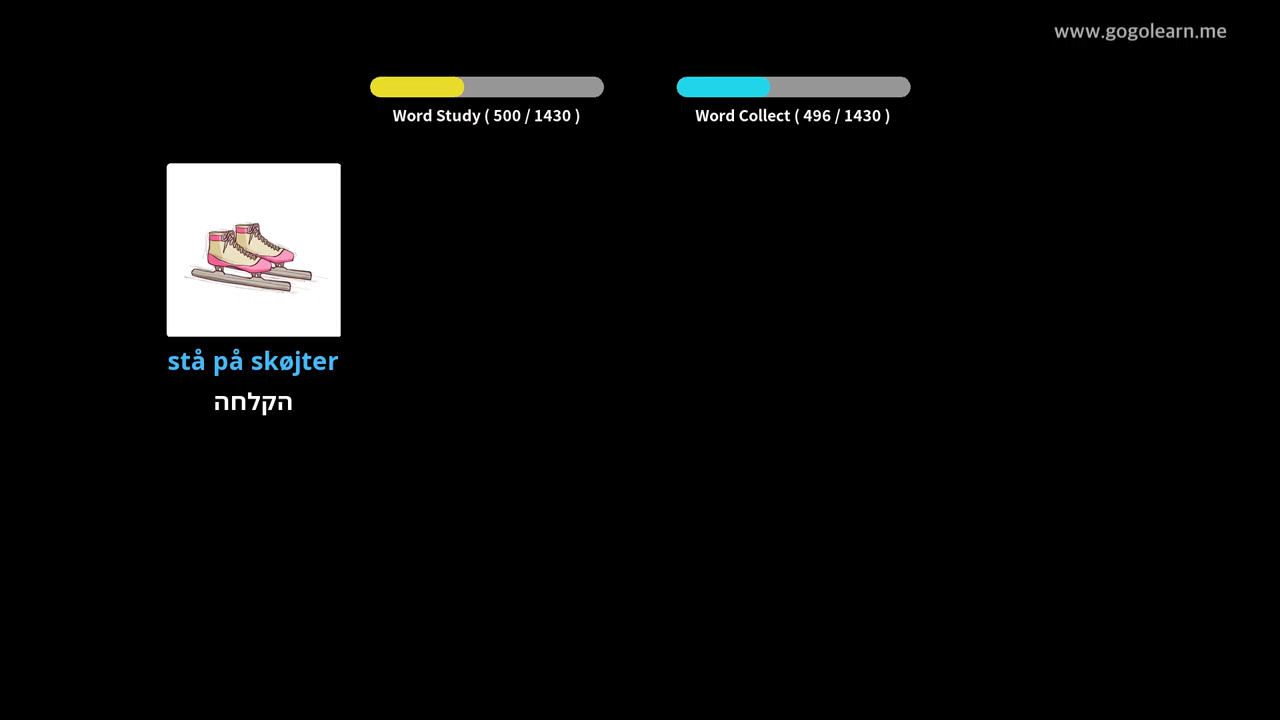 www.gogolearn.me
Word Study ( 500 / 1430 )
Word Collect ( 496 / 1430 )
stå på skøjter
הקלחה